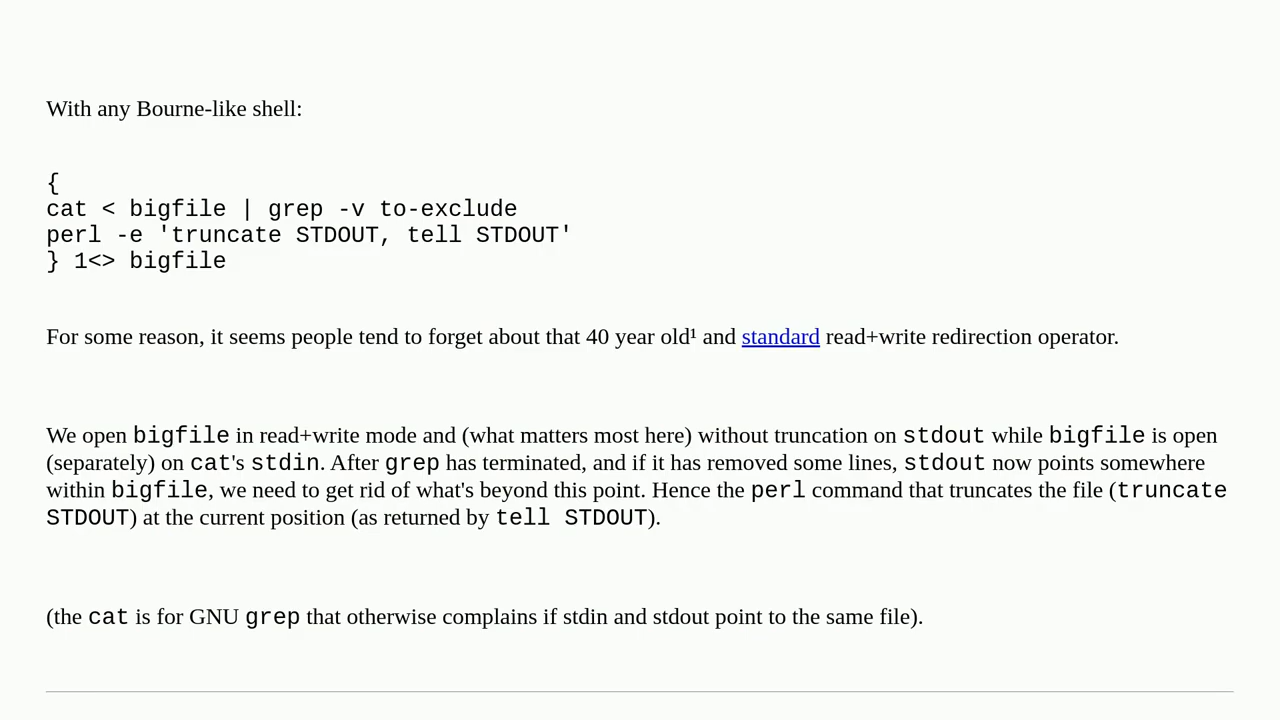 With any Bourne-like shell:
{
cat < bigfile | grep -v to-exclude
perl -e 'truncate STDOUT, tell STDOUT'
} 1<> bigfile
For some reason, it seems people tend to forget about that 40 year old¹ and standard read+write redirection operator.
We open bigfile in read+write mode and (what matters most here) without truncation on stdout while bigfile is open
(separately) on cat's stdin. After grep has terminated, and if it has removed some lines, stdout now points somewhere
within bigfile, we need to get rid of what's beyond this point. Hence the perl command that truncates the file (truncate
STDOUT) at the current position (as returned by tell STDOUT).
(the cat is for GNU grep that otherwise complains if stdin and stdout point to the same file).